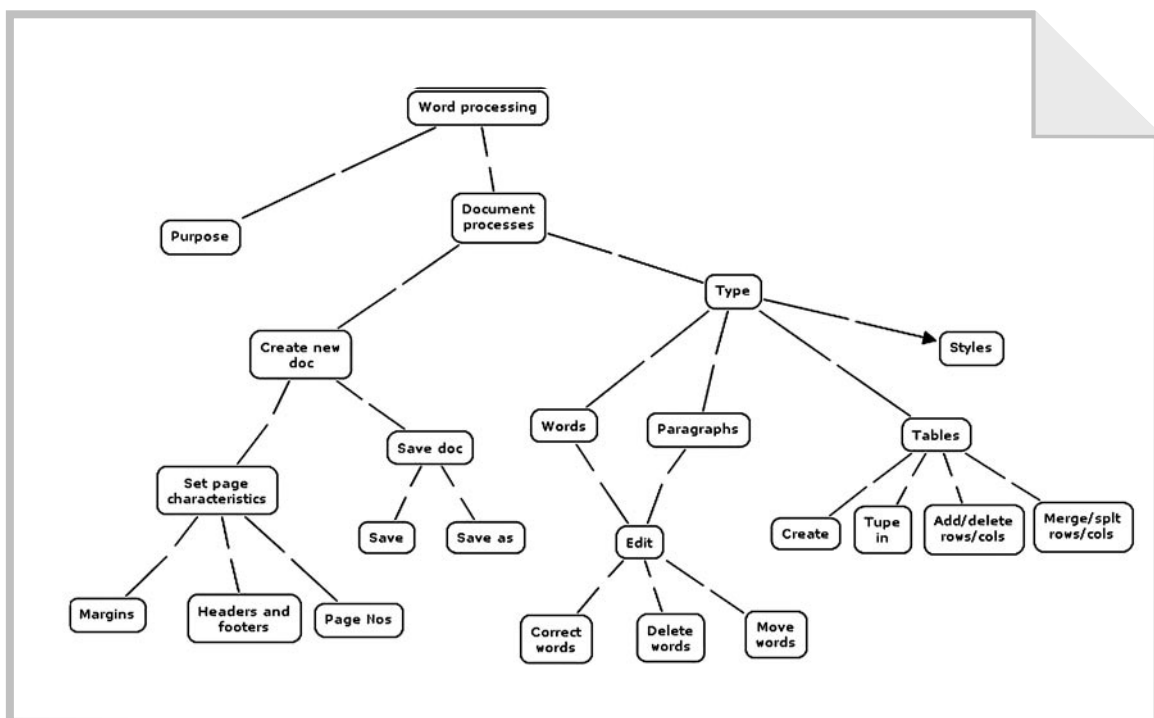 Word processing
Purpose
Document
processes
Type
Styles
Create new
doc
Words
Paragraphs
Tables
Save doc
Set page
characteristics
Save
Save as
Edit
Create
Tupe
in
Add/delete
rows/cols
Merge/splt
rows/cols
Margins
Headers and
footers
Page Nos
Correct
words
Delete
words
Move
words